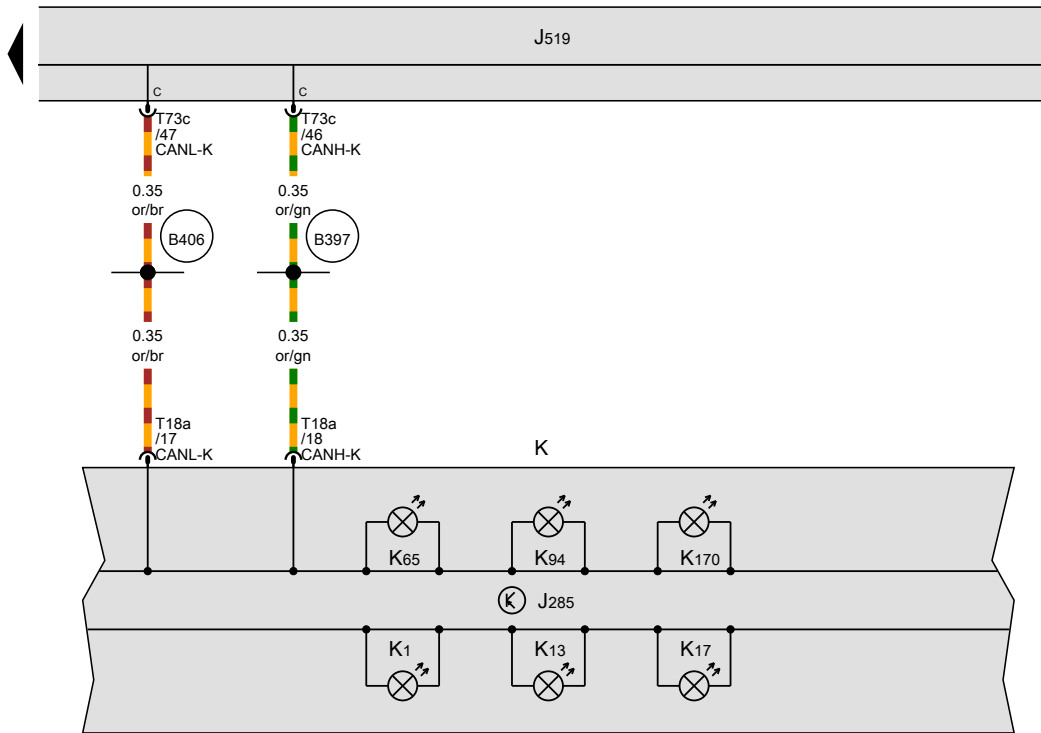 J519
C
C
T73c
/47
CANL-K
T73c
/46
CANH-K
0.35
or/br
0.35
or/gn
B406
B397
0.35
or/br
0.35
or/gn
T18a
/17
CANL-K
T18a
/18
CANH-K
K
K65
K94
K170
K J285
K1
K13
K17